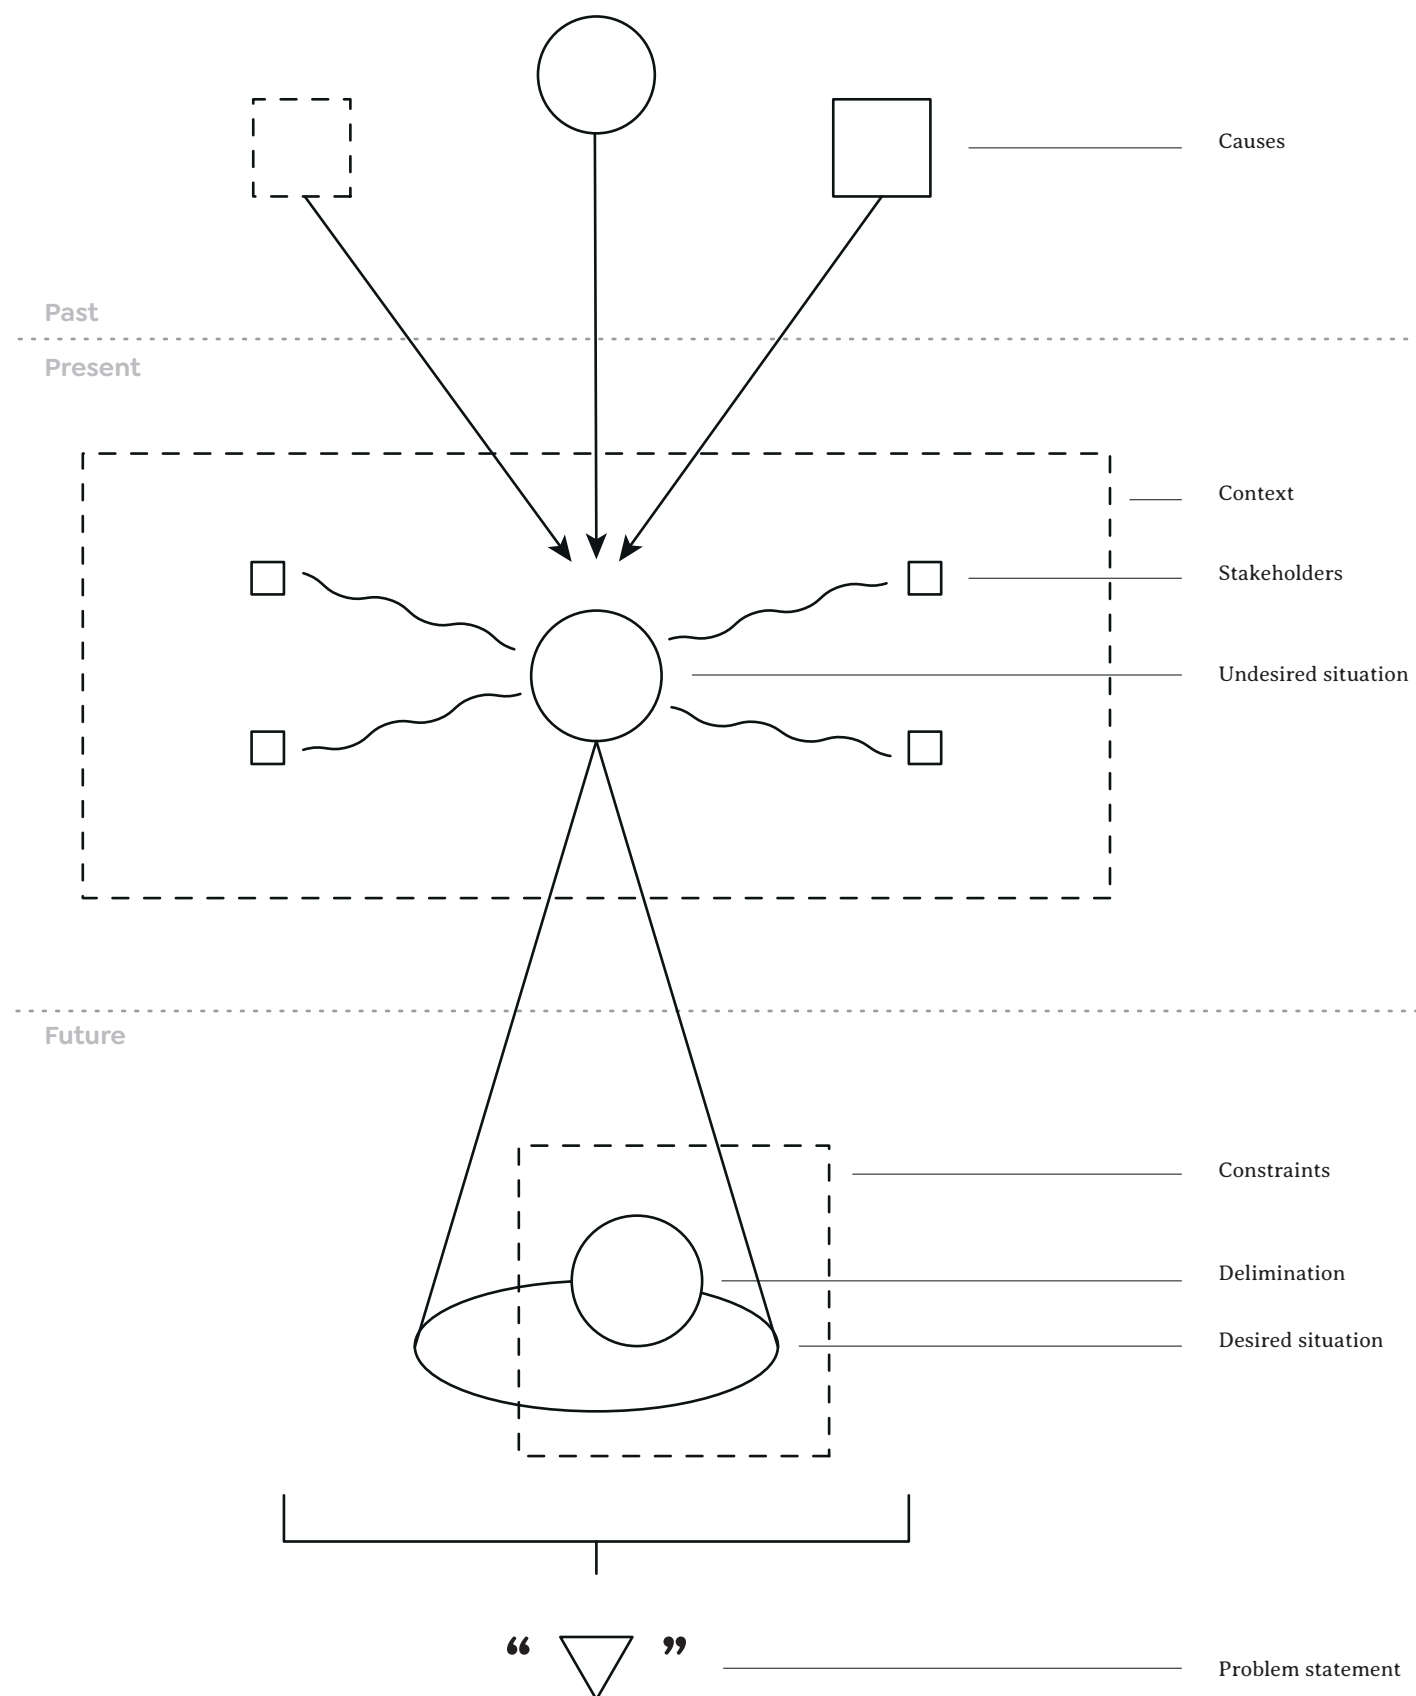 Causes
Past
Present
Context
Stakeholders
Undesired situation
Future
Constraints
Delimination
Desired situation
“ ”
Problem statement